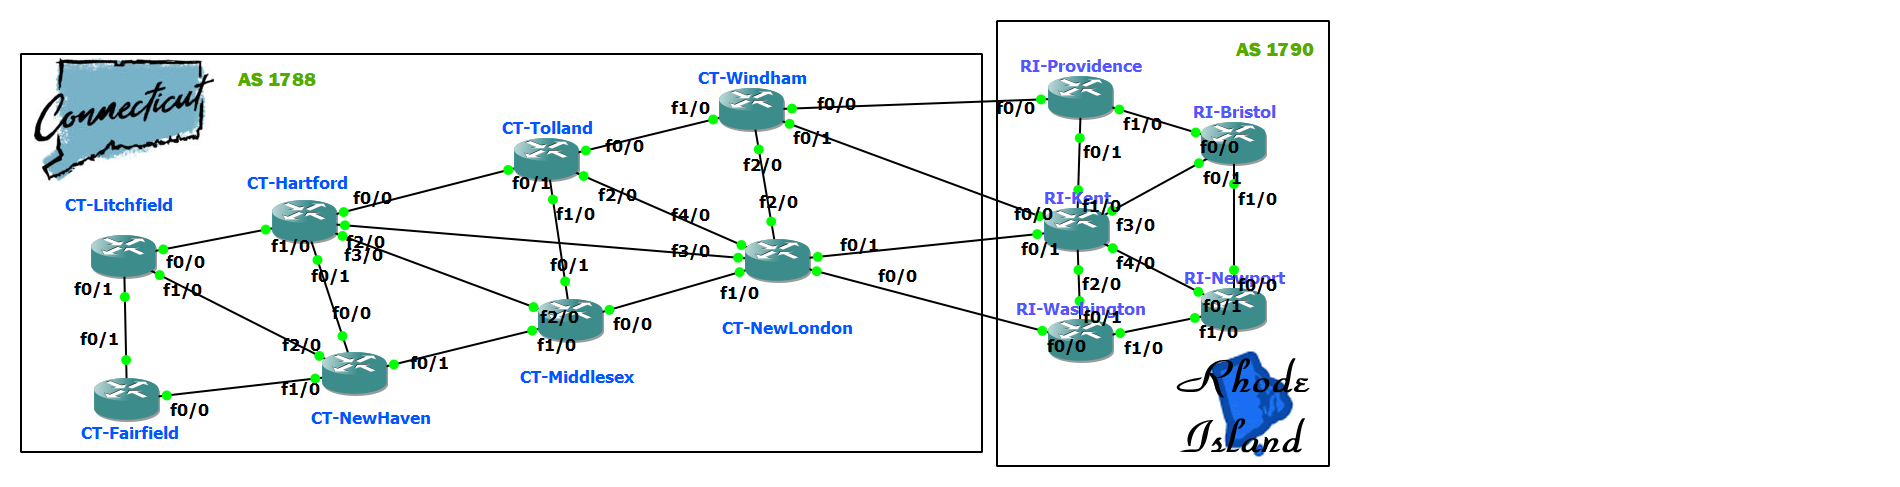 AS 1790
RI-Providence
AS 1788
CT-Windham
Connecticut
f1/0
f0/0
f0/0
RI-Bristol
CT-Tolland
f0/1
f1/0
f0/0
f0/1
f0/0
f2/0
f0/1
f0/1
CT-Hartford
f2/0
f1/0
f2/0
RI-Kent
f1/0
CT-Litchfield
f0/0
f1/0
f4/0
f0/0
f3/0
f1/0
f2/0
f3/0
f3/0
f0/1
f0/1
f0/0
f0/1
f0/1
f4/0
f0/0
RI-Newport
f0/1
f1/0
f1/0
f2/0
f0/0
f0/0
f2/0
f0/1
RI-Washington
f0/1
f0/0
CT-NewLondon
f1/0
f0/1
f2/0
f1/0
f0/0
f1/0
f0/1
CT-Middlesex
f1/0
f0/0
CT-NewHaven
CT-Fairfield
Rhode
Island